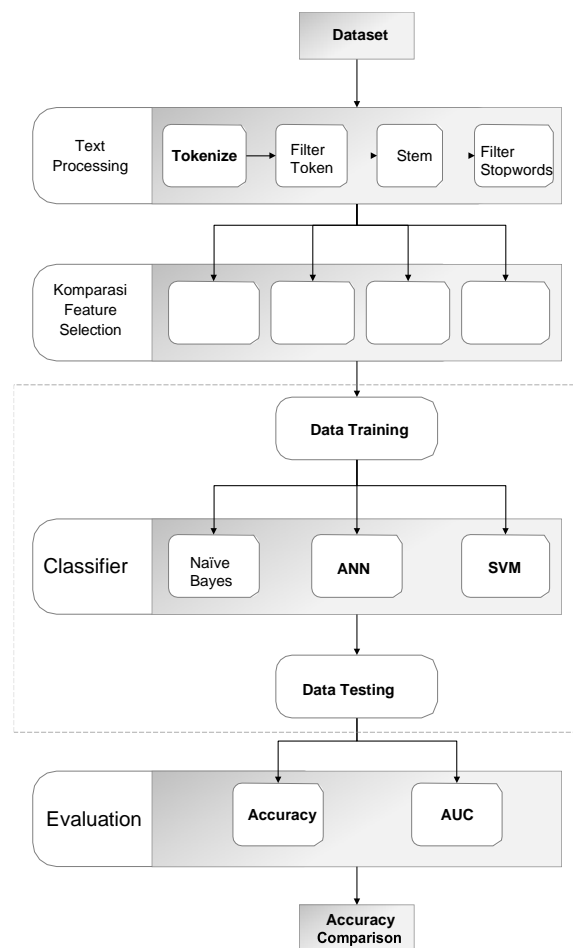 Dataset
Text
Processing
Tokenize
Filter
Token
Stem
Filter
Stopwords
Komparasi
Feature
Selection
Data Training
Classifier
Naïve
Bayes
ANN
SVM
Data Testing
Evaluation
Accuracy
AUC
Accuracy
Comparison